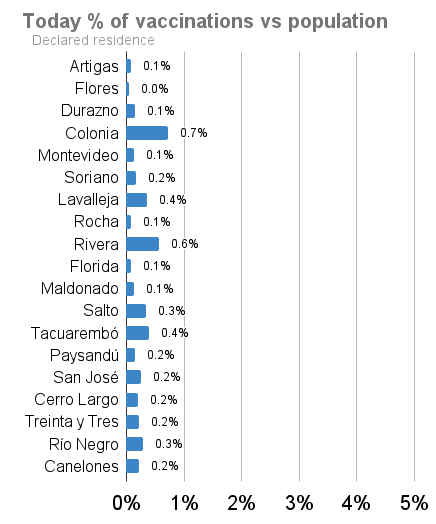 Today % of vaccinations vs population
Declared residence
Artigas 0.1%
Flores 0.0%
Durazno 0.1%
Colonia 0.7%
Montevideo 0.1%
Soriano 0.2%
Lavalleja 0.4%
Rocha 0.1%
Rivera 0.6%
Florida 0.1%
Maldonado 0.1%
Salto 0.3%
Tacuarembó 0.4%
Paysandú 0.2%
San José 0.2%
Cerro Largo 0.2%
Treinta y Tres 0.2%
Río Negro 0.3%
Canelones 0.2%
0% 1% 2% 3% 4% 5%